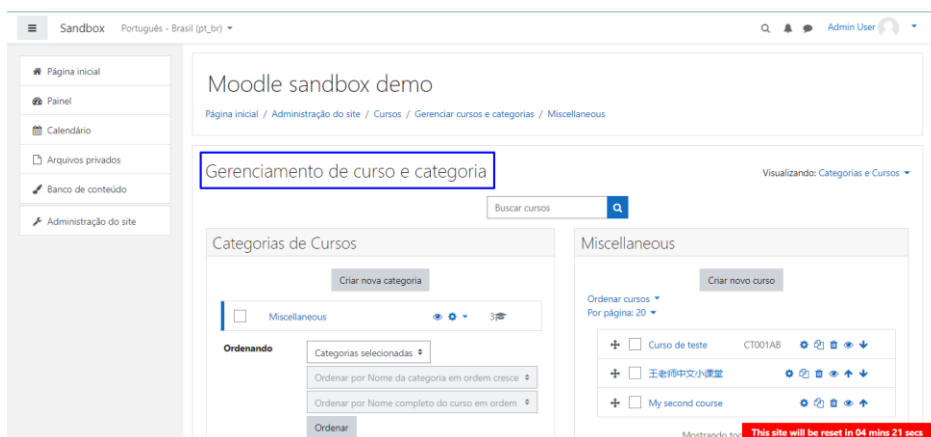 Sandbox Português - Brasil (pt_br) Admin User
Página inicial
Painel
Calendário
Arquivos privados
Banco de conteúdo
Administração do site
Moodle sandbox demo
Página inicial / Administração do site / Cursos / Gerenciar cursos e categorias / Miscellaneous
Gerenciamento de curso e categoria
Visualizando: Categorias e Cursos
Buscar cursos
Categorias de Cursos
Criar nova categoria
Miscellaneous 3
Ordenando
Categorias selecionadas
Ordenar por Nome da categoria em ordem cresce
Ordenar por Nome completo do curso em ordem
Ordenar
Miscellaneous
Criar novo curso
Ordenar cursos
Por página: 20
Curso de teste CT001AB
王老师中文小课堂
My second course
Mostrando
This site will be reset in 04 mins 21 secs